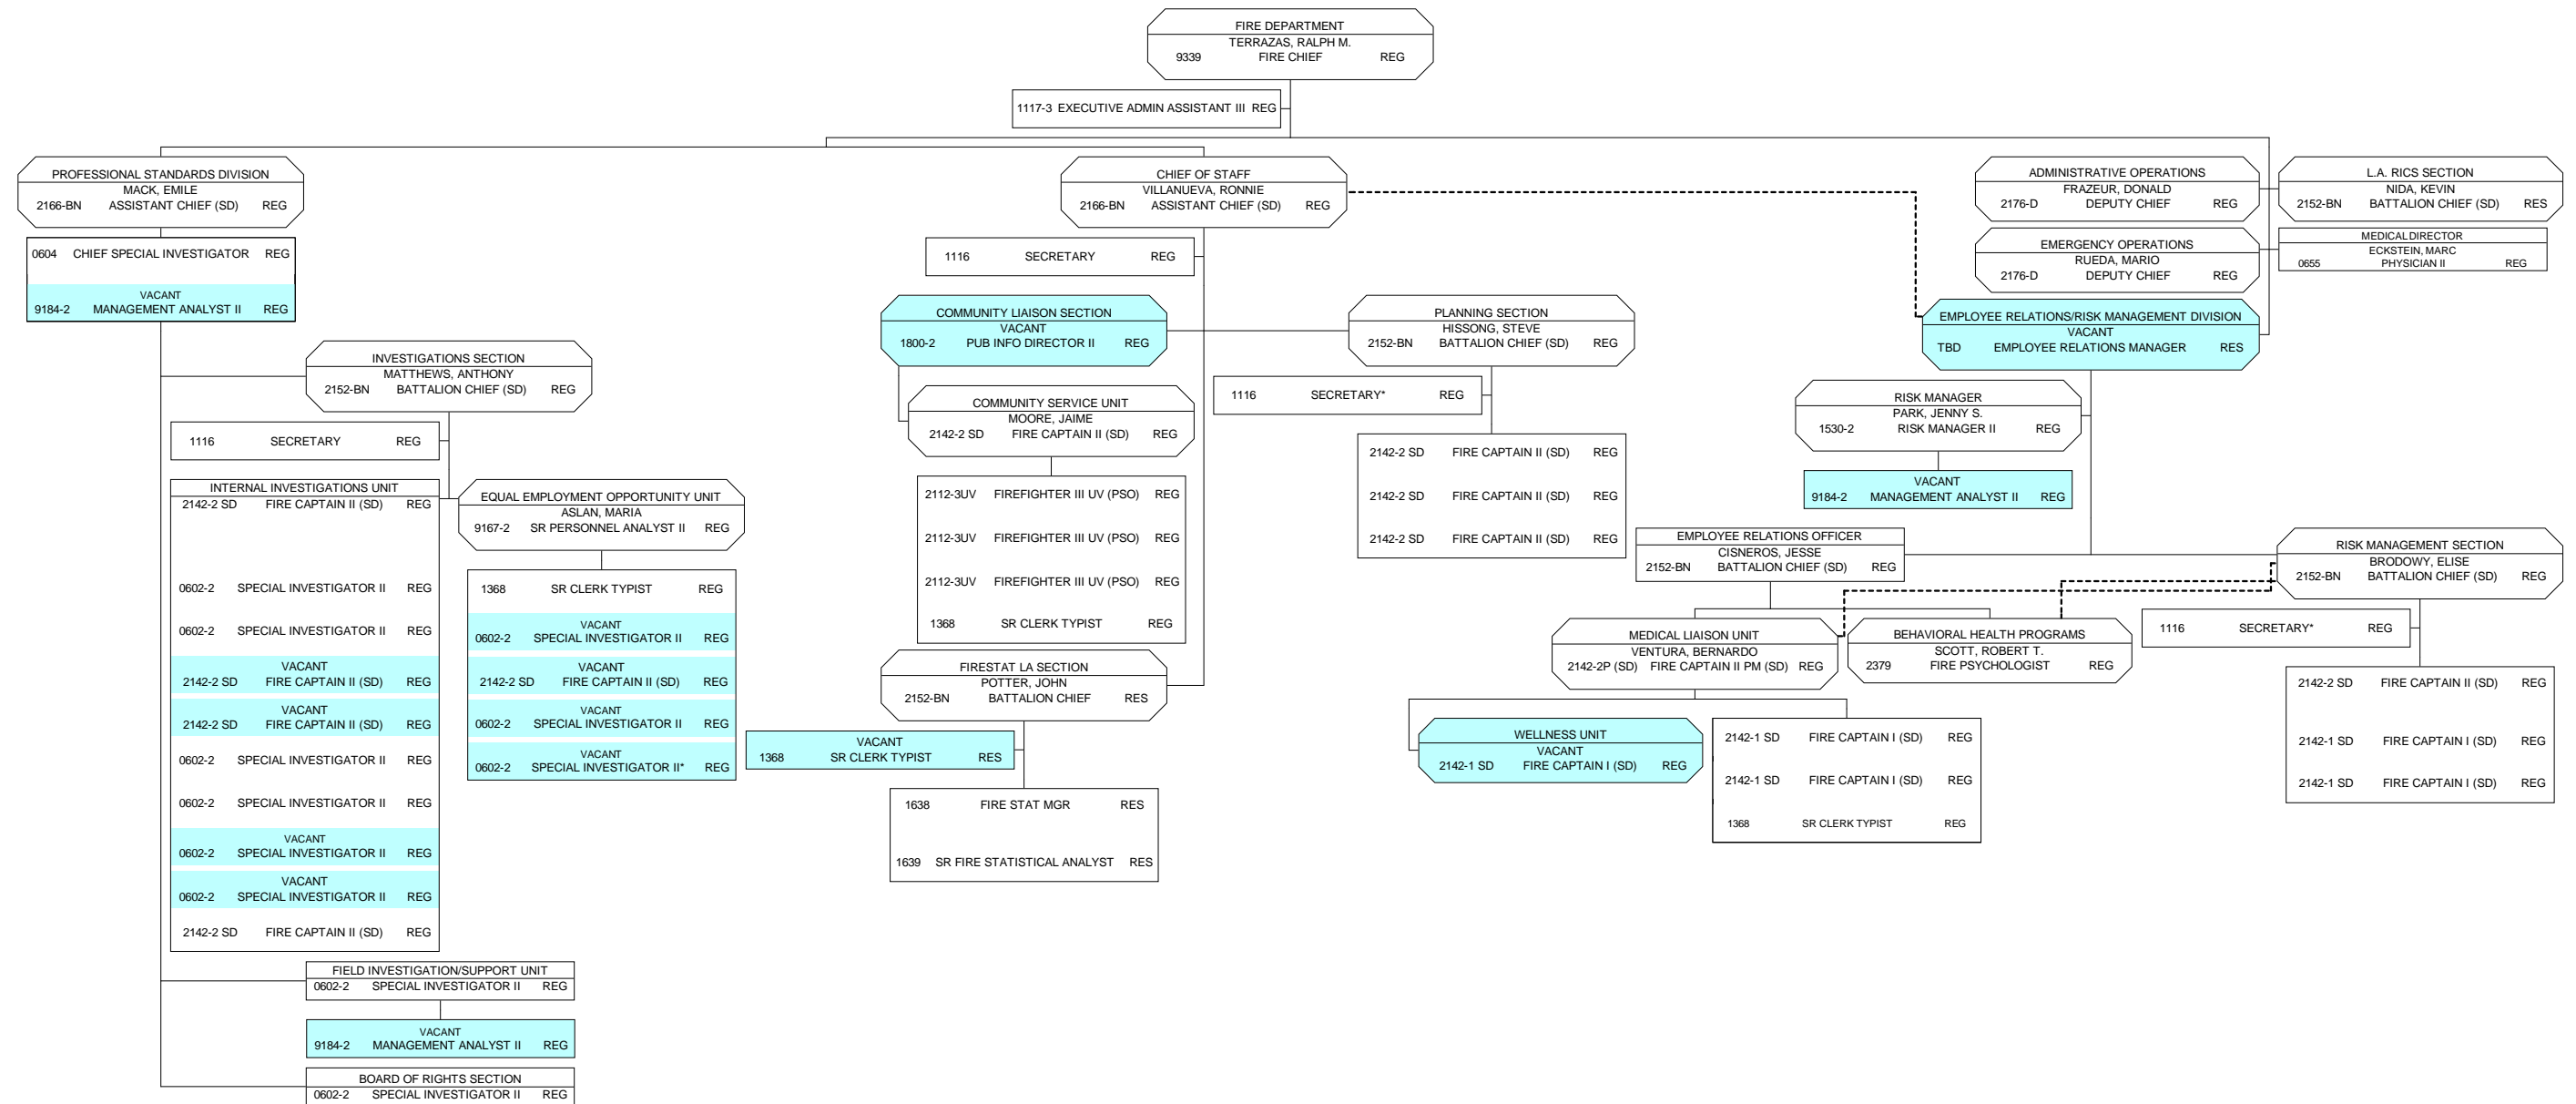 FIRE DEPARTMENT
TERRAZAS, RALPH M.
9339 FIRE CHIEF REG
1117-3 EXECUTIVE ADMIN ASSISTANT III REG
PROFESSIONAL STANDARDS DIVISION
MACK, EMILE
2166-BN ASSISTANT CHIEF (SD) REG
0604 CHIEF SPECIAL INVESTIGATOR REG
VACANT
9184-2 MANAGEMENT ANALYST II REG
INVESTIGATIONS SECTION
MATTHEWS, ANTHONY
2152-BN BATTALION CHIEF (SD) REG
1116 SECRETARY REG
INTERNAL INVESTIGATIONS UNIT
2142-2 SD FIRE CAPTAIN II (SD) REG
0602-2 SPECIAL INVESTIGATOR II REG
0602-2 SPECIAL INVESTIGATOR II REG
VACANT
2142-2 SD FIRE CAPTAIN II (SD) REG
VACANT
2142-2 SD FIRE CAPTAIN II (SD) REG
0602-2 SPECIAL INVESTIGATOR II REG
0602-2 SPECIAL INVESTIGATOR II REG
VACANT
0602-2 SPECIAL INVESTIGATOR II REG
VACANT
0602-2 SPECIAL INVESTIGATOR II REG
2142-2 SD FIRE CAPTAIN II (SD) REG
EQUAL EMPLOYMENT OPPORTUNITY UNIT
ASLAN, MARIA
9167-2 SR PERSONNEL ANALYST II REG
1368 SR CLERK TYPIST REG
VACANT
0602-2 SPECIAL INVESTIGATOR II REG
VACANT
2142-2 SD FIRE CAPTAIN II (SD) REG
VACANT
0602-2 SPECIAL INVESTIGATOR II REG
VACANT
0602-2 SPECIAL INVESTIGATOR II* REG
FIELD INVESTIGATION/SUPPORT UNIT
0602-2 SPECIAL INVESTIGATOR II REG
VACANT
9184-2 MANAGEMENT ANALYST II REG
BOARD OF RIGHTS SECTION
0602-2 SPECIAL INVESTIGATOR II REG
CHIEF OF STAFF
VILLANUEVA, RONNIE
2166-BN ASSISTANT CHIEF (SD) REG
1116 SECRETARY REG
COMMUNITY LIAISON SECTION
VACANT
1800-2 PUB INFO DIRECTOR II REG
COMMUNITY SERVICE UNIT
MOORE, JAIME
2142-2 SD FIRE CAPTAIN II (SD) REG
2112-3UV FIREFIGHTER III UV (PSO) REG
2112-3UV FIREFIGHTER III UV (PSO) REG
2112-3UV FIREFIGHTER III UV (PSO) REG
1368 SR CLERK TYPIST REG
FIRESTAT LA SECTION
POTTER, JOHN
2152-BN BATTALION CHIEF RES
VACANT
1368 SR CLERK TYPIST RES
1638 FIRE STAT MGR RES
1639 SR FIRE STATISTICAL ANALYST RES
PLANNING SECTION
HISSONG, STEVE
2152-BN BATTALION CHIEF (SD) REG
1116 SECRETARY* REG
2142-2 SD FIRE CAPTAIN II (SD) REG
2142-2 SD FIRE CAPTAIN II (SD) REG
2142-2 SD FIRE CAPTAIN II (SD) REG
ADMINISTRATIVE OPERATIONS
FRAZEUR, DONALD
2176-D DEPUTY CHIEF REG
L.A. RICS SECTION
NIDA, KEVIN
2152-BN BATTALION CHIEF (SD) RES
EMERGENCY OPERATIONS
RUEDA, MARIO
2176-D DEPUTY CHIEF REG
MEDICAL DIRECTOR
ECKSTEIN, MARC
0655 PHYSICIAN II REG
EMPLOYEE RELATIONS/RISK MANAGEMENT DIVISION
VACANT
TBD EMPLOYEE RELATIONS MANAGER RES
RISK MANAGER
PARK, JENNY S.
1530-2 RISK MANAGER II REG
VACANT
9184-2 MANAGEMENT ANALYST II REG
EMPLOYEE RELATIONS OFFICER
CISNEROS, JESSE
2152-BN BATTALION CHIEF (SD) REG
MEDICAL LIAISON UNIT
VENTURA, BERNARDO
2142-2P (SD) FIRE CAPTAIN II PM (SD) REG
BEHAVIORAL HEALTH PROGRAMS
SCOTT, ROBERT T.
2379 FIRE PSYCHOLOGIST REG
WELLNESS UNIT
VACANT
2142-1 SD FIRE CAPTAIN I (SD) REG
2142-1 SD FIRE CAPTAIN I (SD) REG
2142-1 SD FIRE CAPTAIN I (SD) REG
1368 SR CLERK TYPIST REG
RISK MANAGEMENT SECTION
BRODOWY, ELISE
2152-BN BATTALION CHIEF (SD) REG
1116 SECRETARY* REG
2142-2 SD FIRE CAPTAIN II (SD) REG
2142-1 SD FIRE CAPTAIN I (SD) REG
2142-1 SD FIRE CAPTAIN I (SD) REG